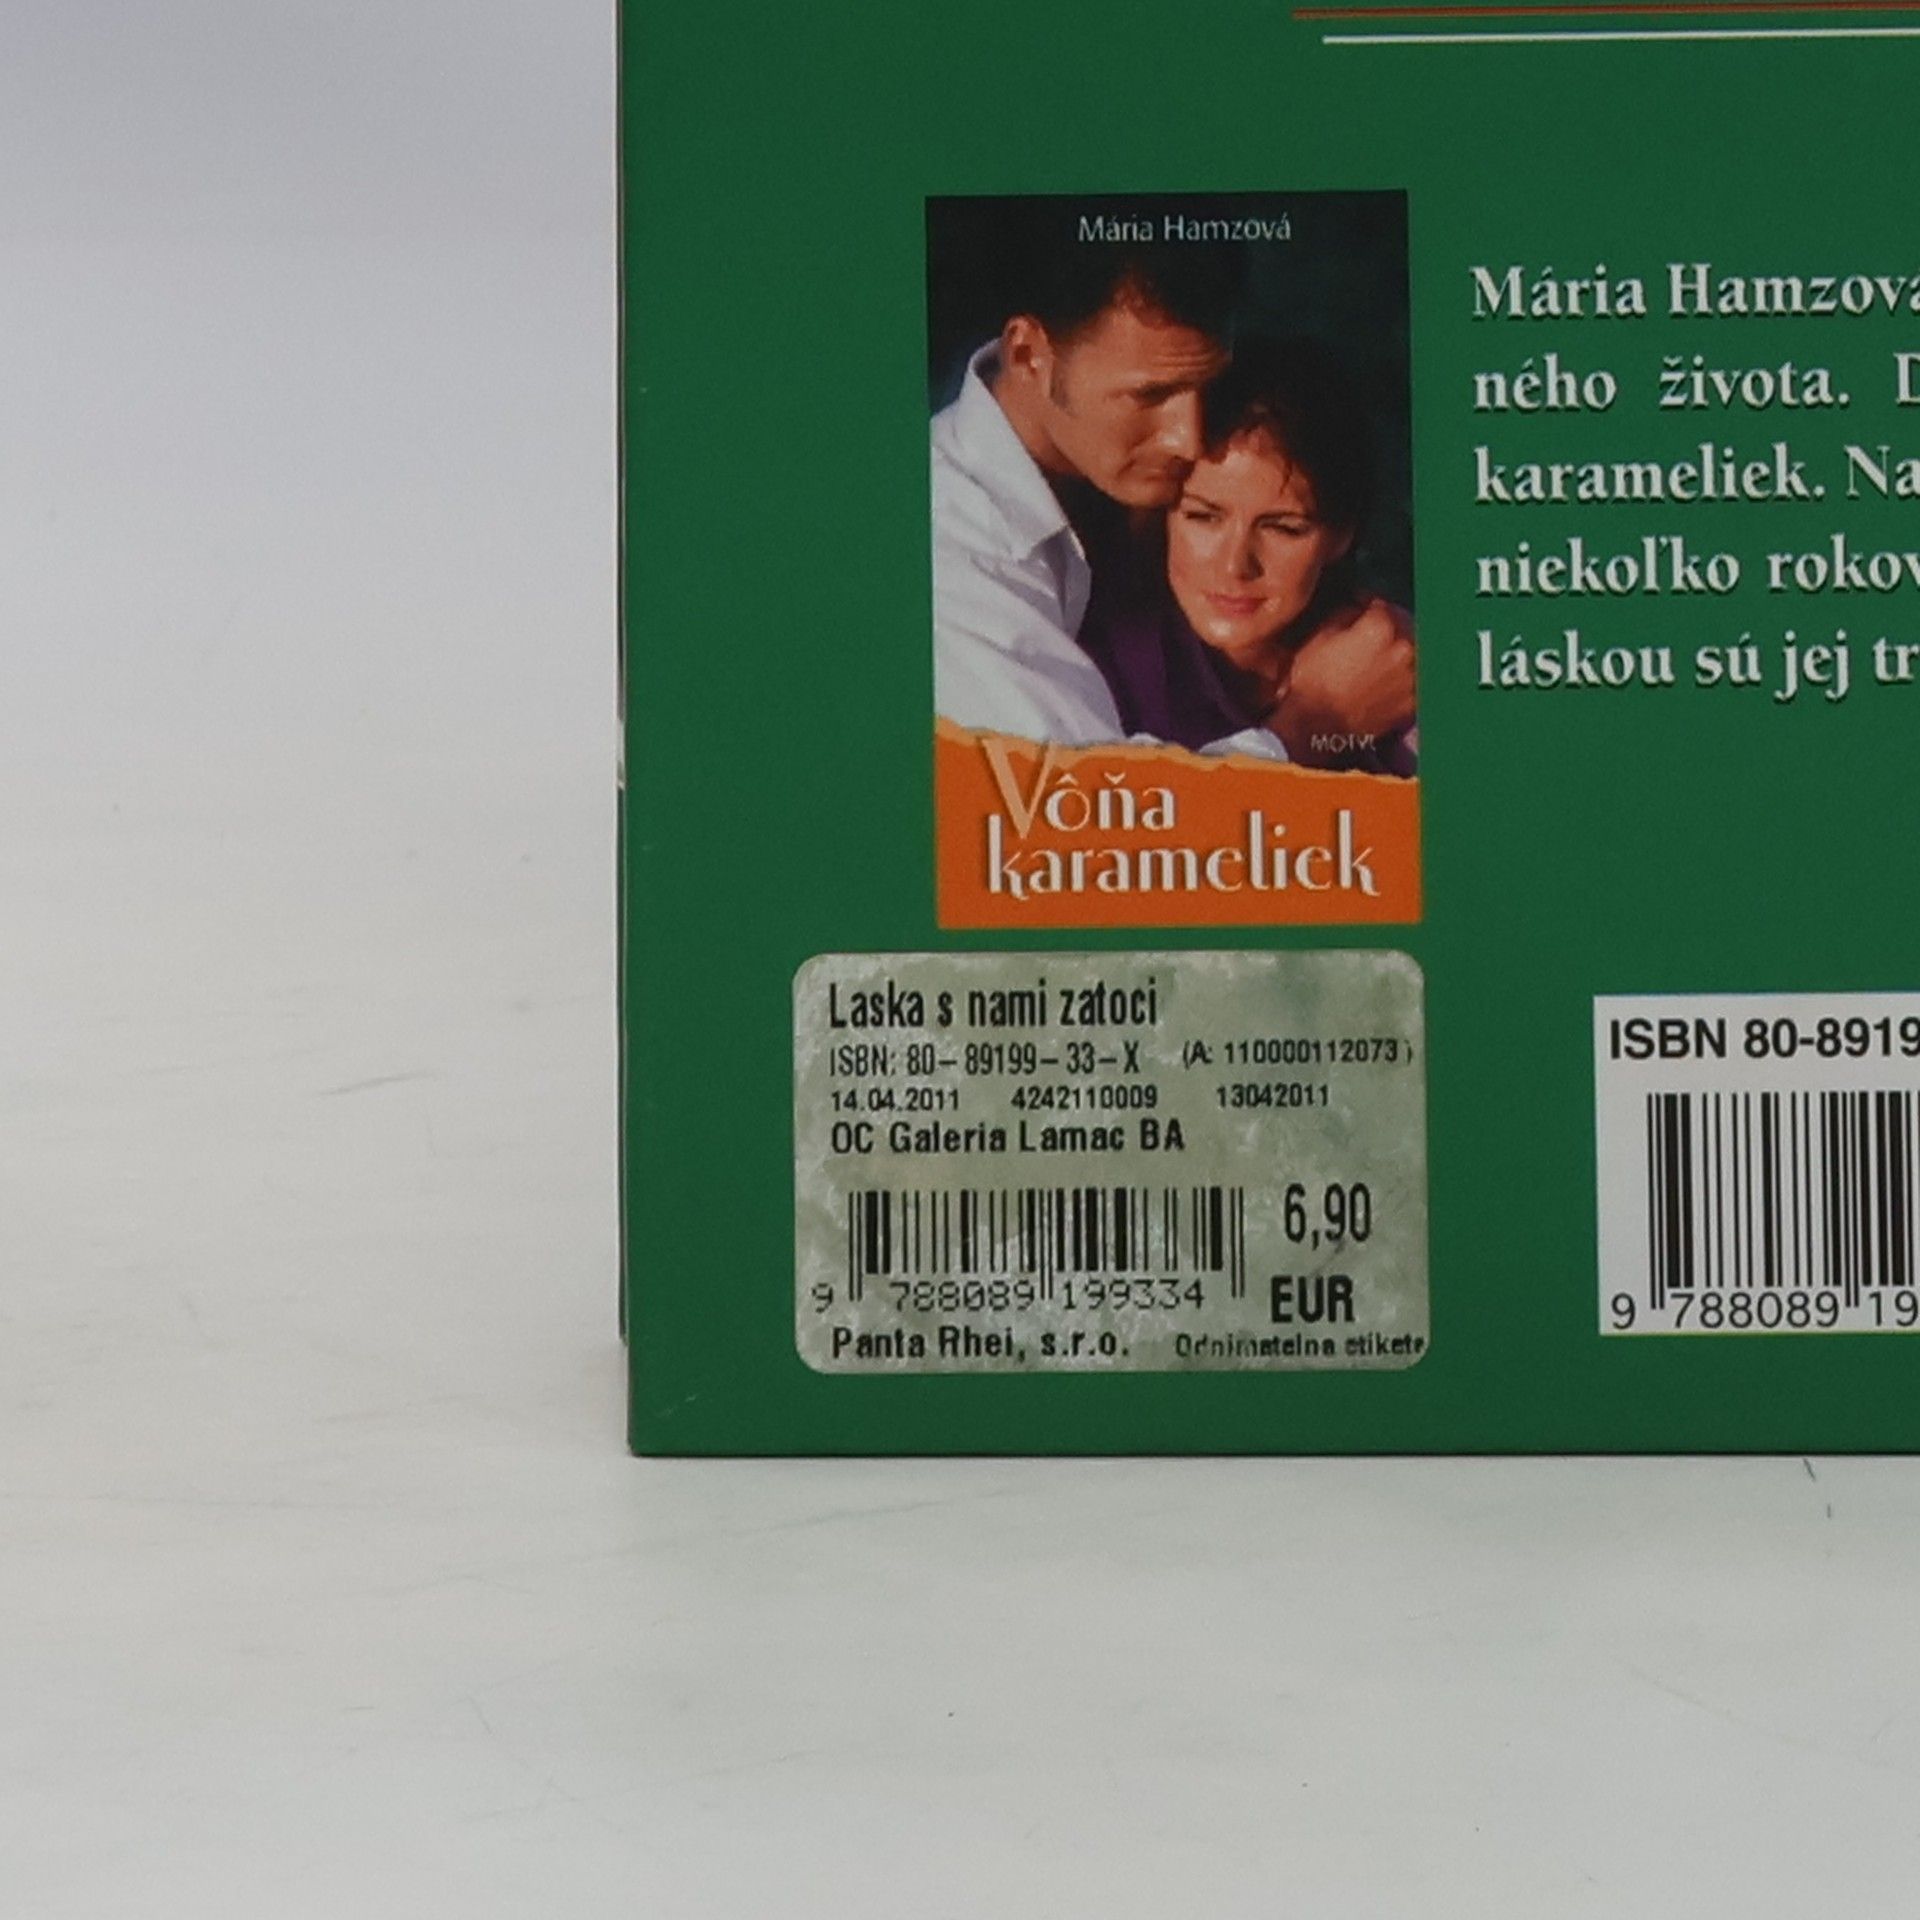 Mária Hamzová
MOTÝĽ
Vôňa
karameliek
Mária Hamzová
ného života.
karameliek. Na
niekoľko rokov
láskou sú jej tr
Laska s nami zatoci
ISBN: 80-89199-33-X (A: 110000112073)
14.04.2011 4242110009 13042011
OC Galeria Lamac BA
6,90
EUR
9 788089 199334
Panta Rhei, s.r.o. Odnimatelna etiketa
ISBN 80-8919
9 788089 19